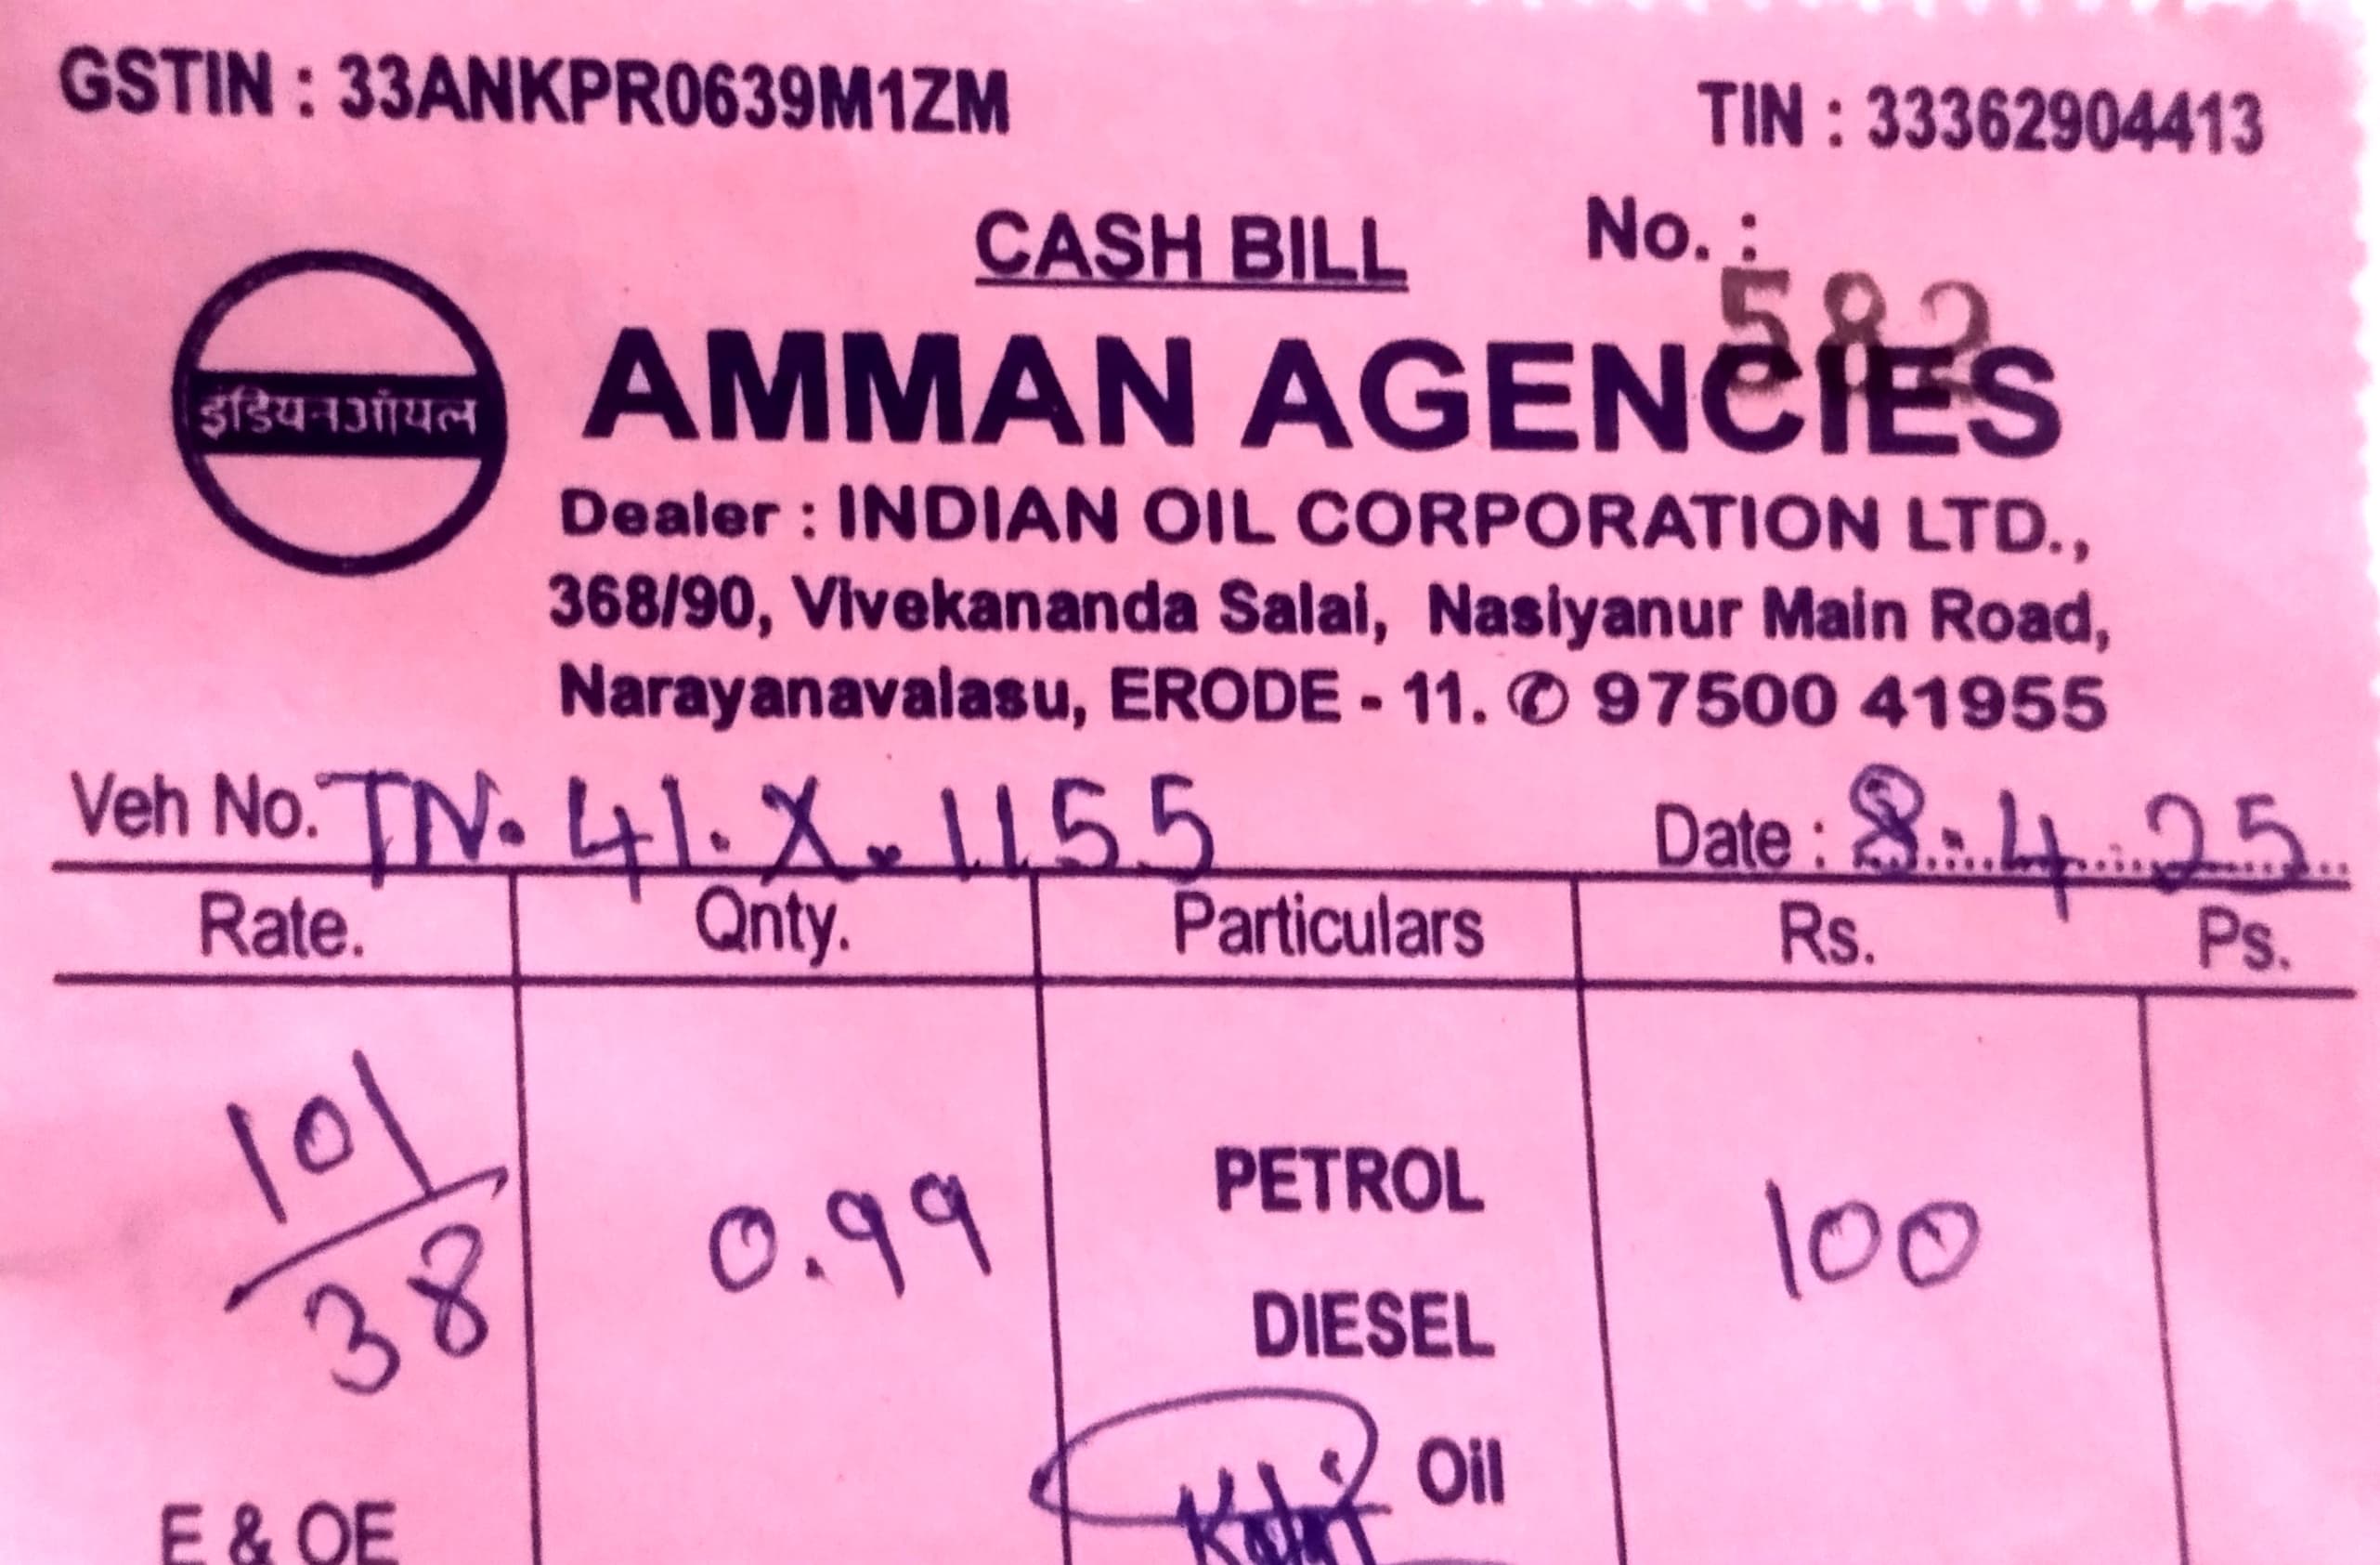 GSTIN : 33ANKPR0639M1ZM TIN : 33362904413
CASH BILL No. :
582
इंडियनऑयल
AMMAN AGENCIES
Dealer : INDIAN OIL CORPORATION LTD.,
368/90, Vivekananda Salai, Nasiyanur Main Road,
Narayanavalasu, ERODE - 11. ✆ 97500 41955
Veh No. TN. 41. X. 1155 Date : 8.4.25
Rate. Qnty. Particulars Rs. Ps.
101
38
0.99
PETROL
100
DIESEL
Oil
E & OE